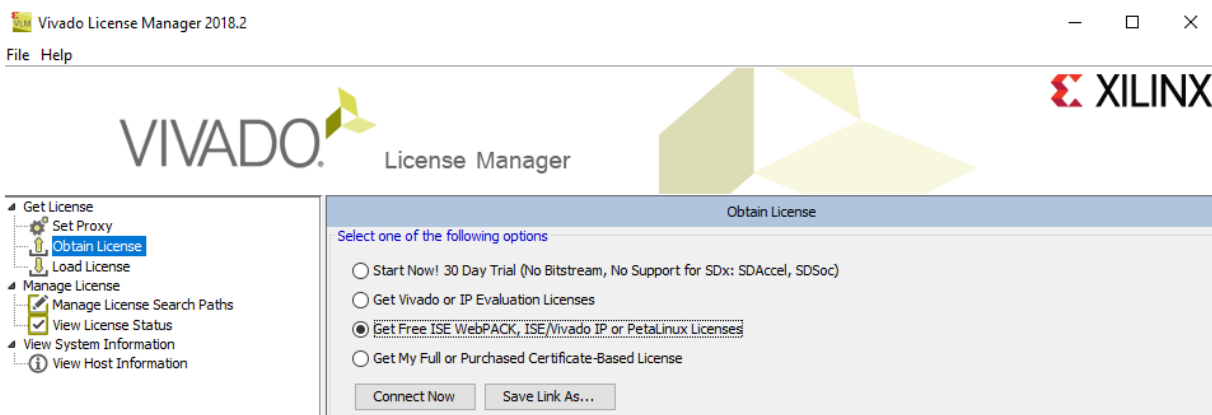 Vivado License Manager 2018.2
File Help
VIVADO. License Manager
XILINX
Get License
Set Proxy
Obtain License
Load License
Manage License
Manage License Search Paths
View License Status
View System Information
View Host Information
Obtain License
Select one of the following options
Start Now! 30 Day Trial (No Bitstream, No Support for SDx: SDAccel, SDSoc)
Get Vivado or IP Evaluation Licenses
Get Free ISE WebPACK, ISE/Vivado IP or PetaLinux Licenses
Get My Full or Purchased Certificate-Based License
Connect Now Save Link As...